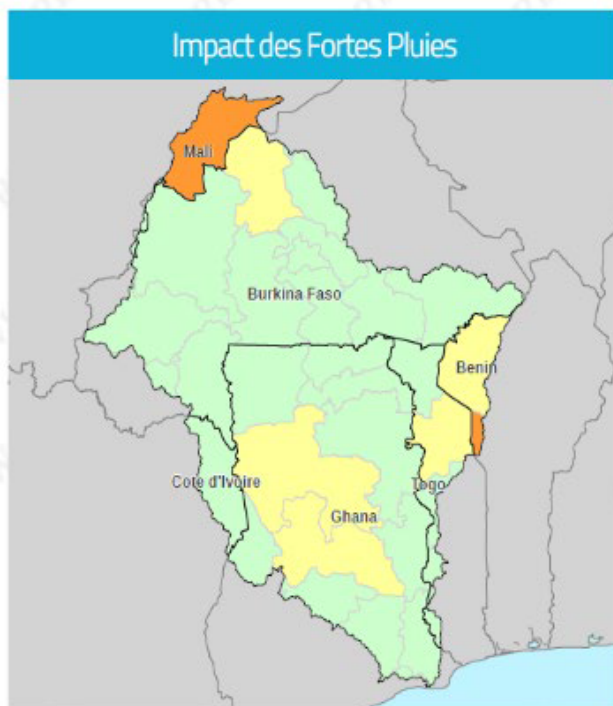 Impact des Fortes Pluies
Mali
Burkina Faso
Benin
Cote d'Ivoire
Togo
Ghana